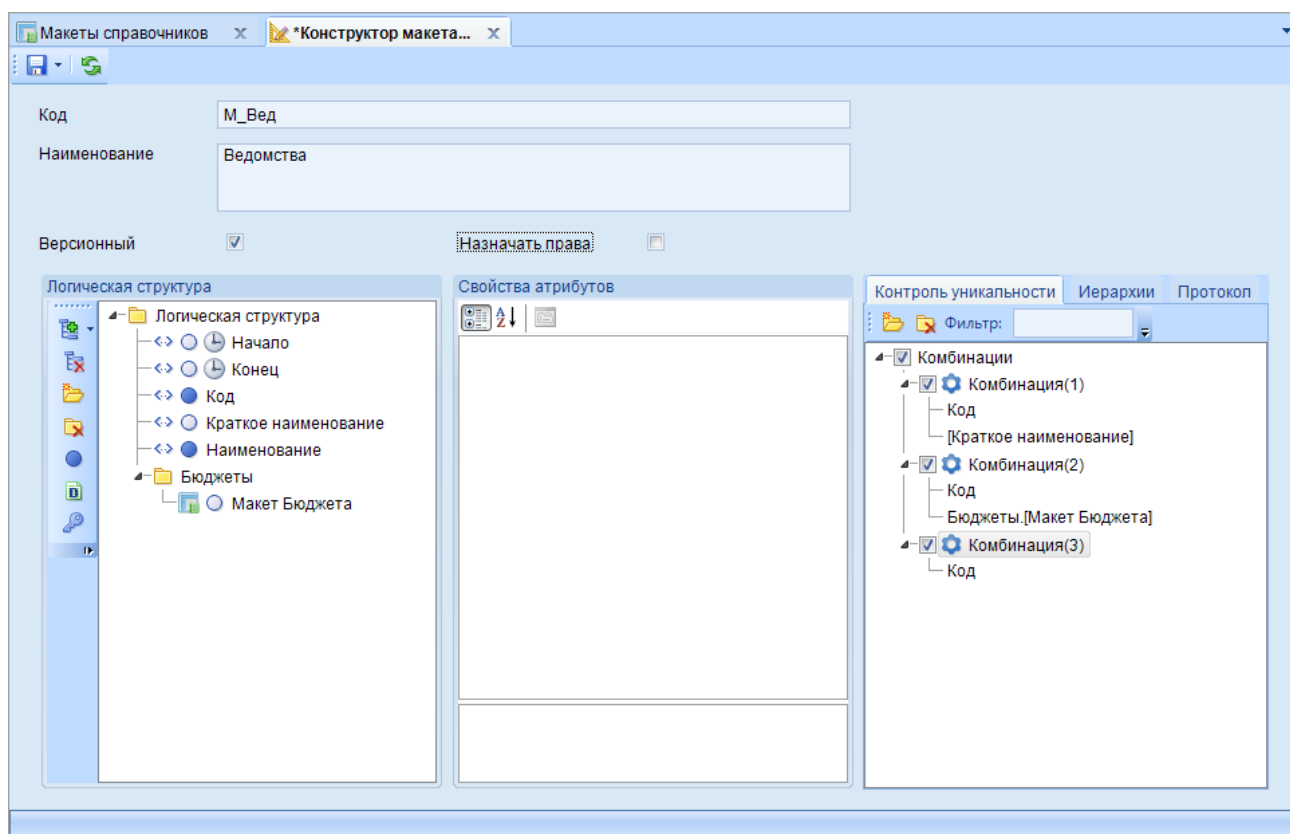 Макеты справочников x *Конструктор макета... x
Код
М_Вед
Наименование
Ведомства
Версионный
Назначать права
Логическая структура
Логическая структура
Начало
Конец
Код
Краткое наименование
Наименование
Бюджеты
Макет Бюджета
Свойства атрибутов
Контроль уникальности Иерархии Протокол
Фильтр:
Комбинации
Комбинация(1)
Код
[Краткое наименование]
Комбинация(2)
Код
Бюджеты.[Макет Бюджета]
Комбинация(3)
Код